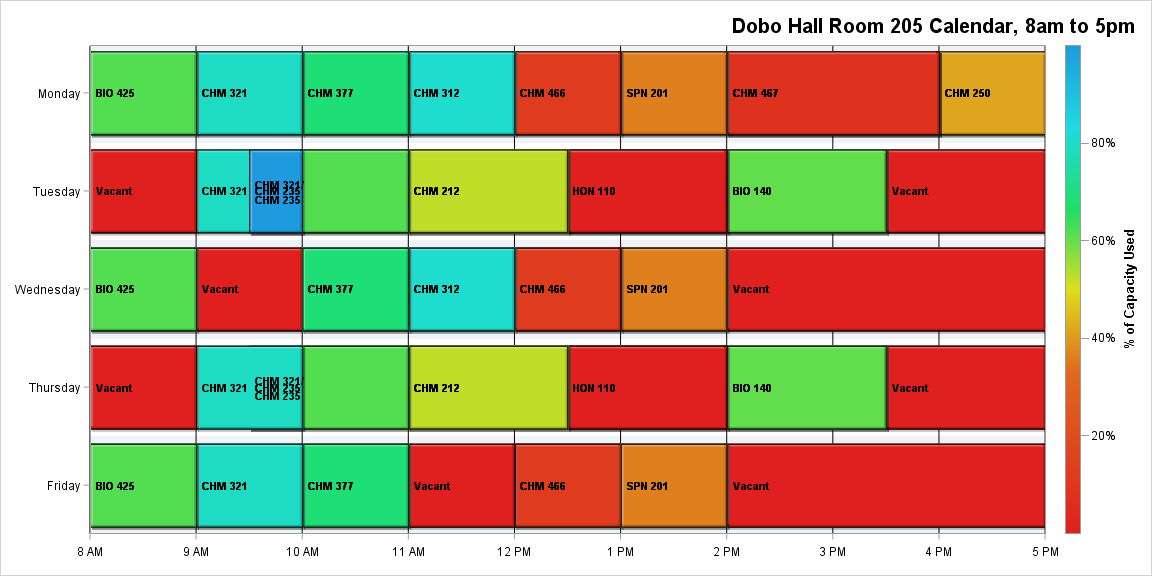 Dobo Hall Room 205 Calendar, 8am to 5pm
Monday
BIO 425
CHM 321
CHM 377
CHM 312
CHM 466
SPN 201
CHM 467
CHM 250
Tuesday
Vacant
CHM 321
CHM 321/
CHM 235
CHM 235
CHM 212
HON 110
BIO 140
Vacant
Wednesday
BIO 425
Vacant
CHM 377
CHM 312
CHM 466
SPN 201
Vacant
Thursday
Vacant
CHM 321
CHM 321/
CHM 235
CHM 235
CHM 212
HON 110
BIO 140
Vacant
Friday
BIO 425
CHM 321
CHM 377
Vacant
CHM 466
SPN 201
Vacant
8 AM
9 AM
10 AM
11 AM
12 PM
1 PM
2 PM
3 PM
4 PM
5 PM
80%
60%
40%
20%
% of Capacity Used